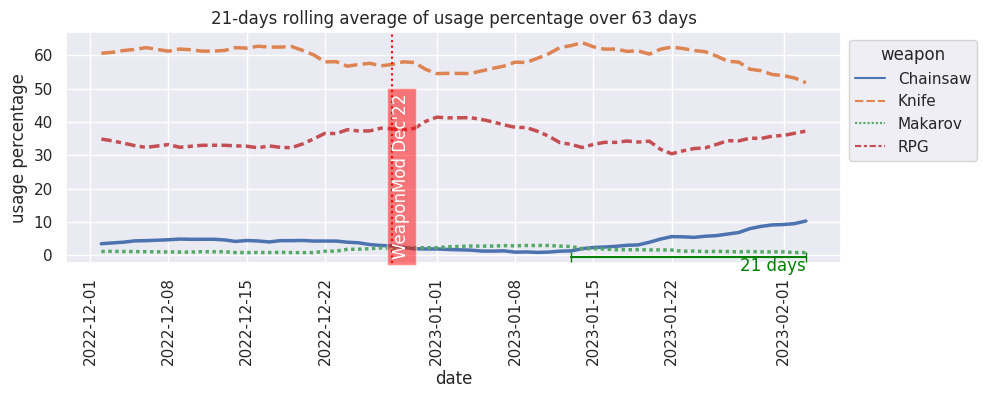 21-days rolling average of usage percentage over 63 days
usage percentage
60
50
40
30
20
10
0
WeaponMod Dec'22
21 days
2022-12-01
2022-12-08
2022-12-15
2022-12-22
2023-01-01
2023-01-08
2023-01-15
2023-01-22
2023-02-01
date
weapon
Chainsaw
Knife
Makarov
RPG